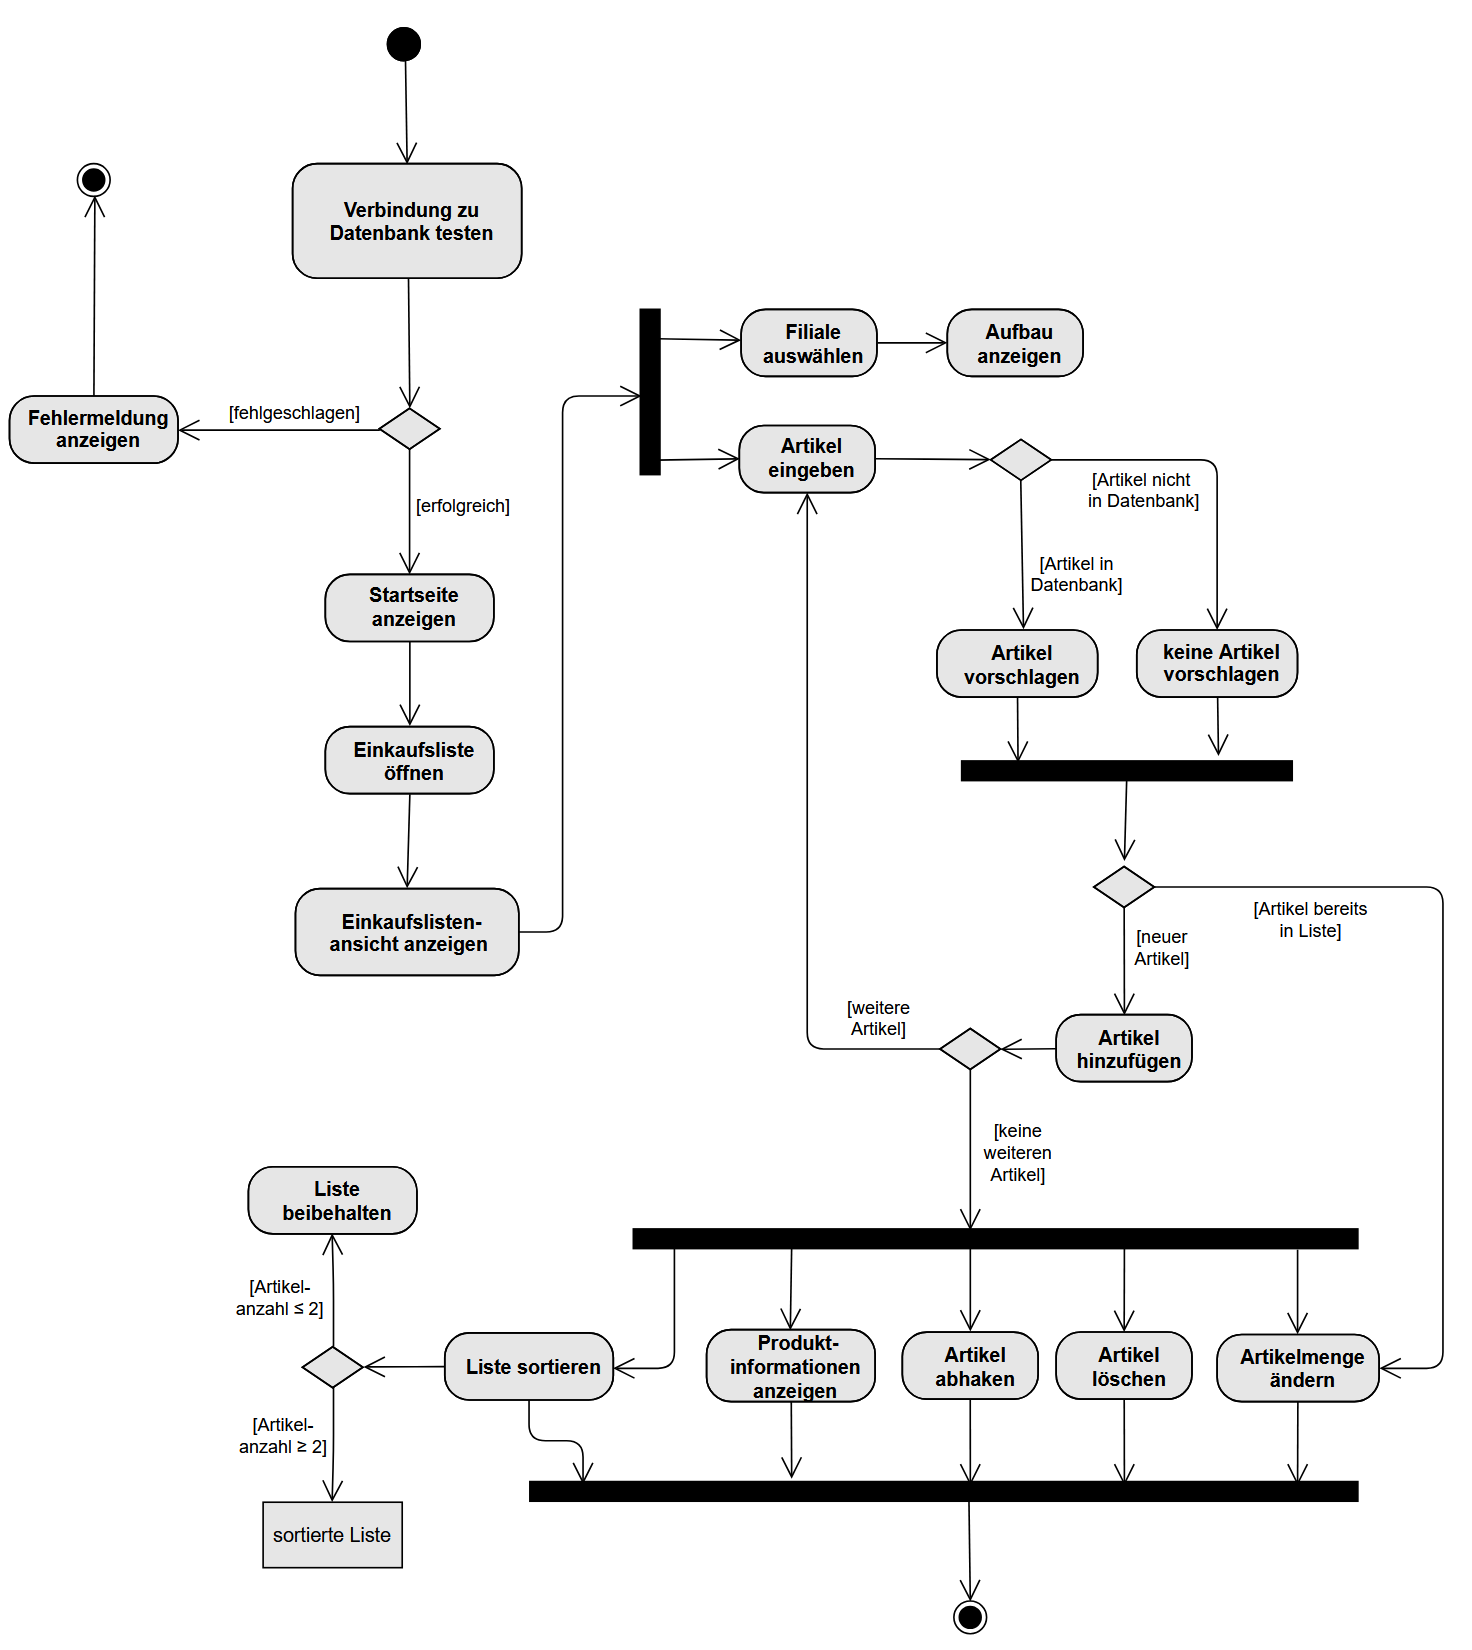 Verbindung zu
Datenbank testen
[fehlgeschlagen]
Fehlermeldung
anzeigen
[erfolgreich]
Startseite
anzeigen
Einkaufsliste
öffnen
Einkaufslisten-
ansicht anzeigen
Filiale
auswählen
Aufbau
anzeigen
Artikel
eingeben
[Artikel nicht
in Datenbank]
[Artikel in
Datenbank]
Artikel
vorschlagen
keine Artikel
vorschlagen
[Artikel bereits
in Liste]
[neuer
Artikel]
Artikel
hinzufügen
[weitere
Artikel]
[keine
weiteren
Artikel]
Liste
beibehalten
[Artikel-
anzahl ≤ 2]
Liste sortieren
[Artikel-
anzahl ≥ 2]
sortierte Liste
Produkt-
informationen
anzeigen
Artikel
abhaken
Artikel
löschen
Artikelmenge
ändern